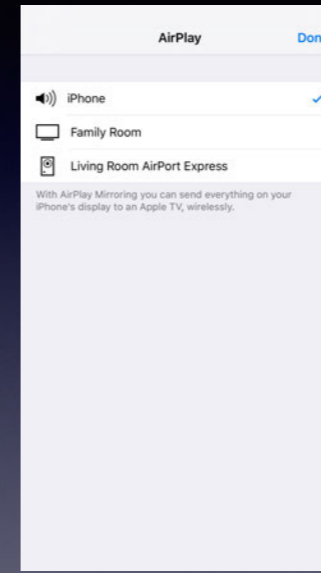 AirPlay
Don
iPhone
Family Room
Living Room AirPort Express
With AirPlay Mirroring you can send everything on your
iPhone's display to an Apple TV, wirelessly.